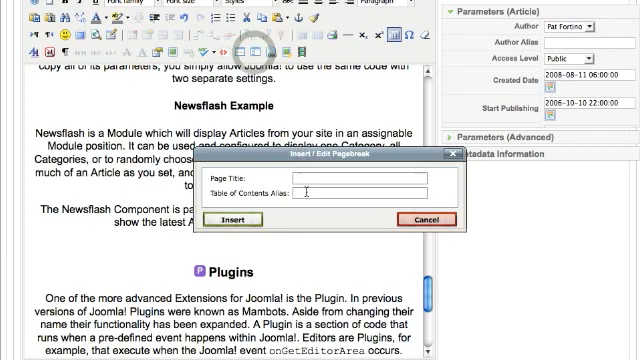 Font family
Font size
Styles
Paragraph
copy all of its parameters, you simply allow Joomla! to use the same code with
two separate settings.
Newsflash Example
Newsflash is a Module which will display Articles from your site in an assignable
Module position. It can be used and configured to display one Category, all
Categories, or to randomly choose
much of an Article as you set, an
to
The Newsflash Component is pa
show the latest A
Insert / Edit Pagebreak
Page Title:
Table of Contents Alias:
Insert
Cancel
Plugins
One of the more advanced Extensions for Joomla! is the Plugin. In previous
versions of Joomla! Plugins were known as Mambots. Aside from changing their
name their functionality has been expanded. A Plugin is a section of code that
runs when a pre-defined event happens within Joomla!. Editors are Plugins, for
example, that execute when the Joomla! event onGetEditorArea occurs.
Parameters (Article)
Author
Pat Fortino
Author Alias
Access Level
Public
Created Date
2008-08-11 06:00:00
Start Publishing
2006-10-10 22:00:00
Parameters (Advanced)
etadata Information